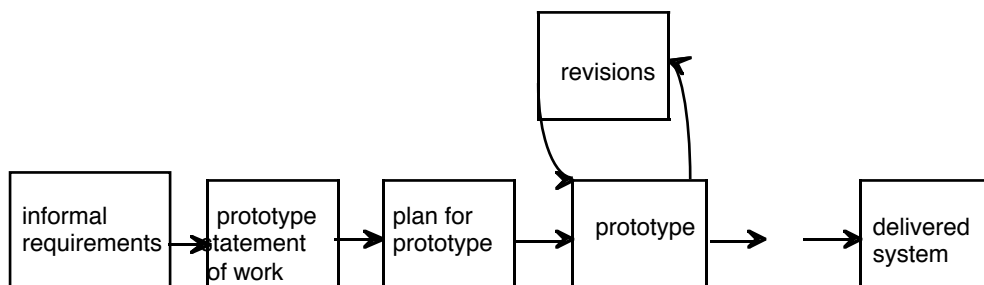 revisions
informal
requirements
prototype
statement
of work
plan for
prototype
prototype
delivered
system